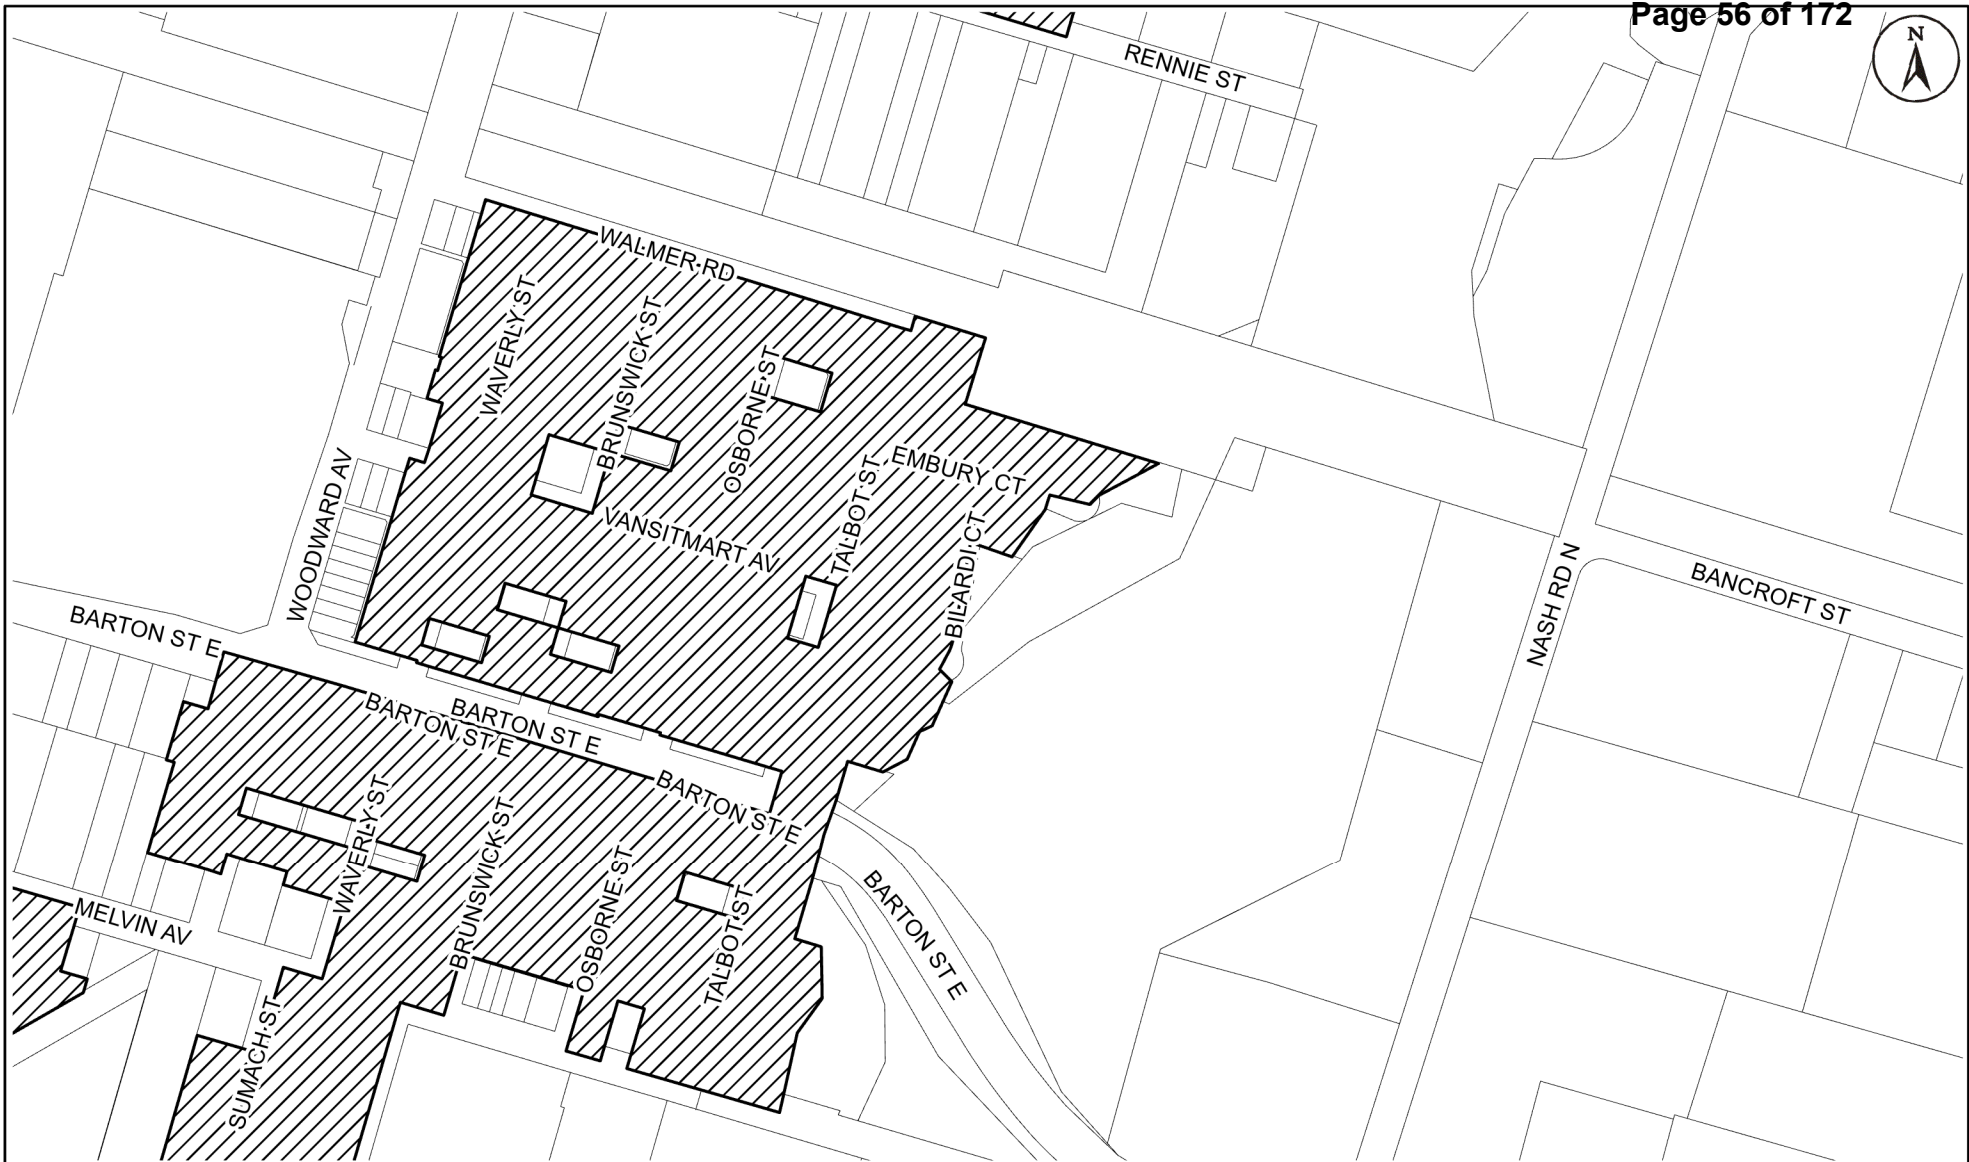 Page 56 of 172
N
RENNIE ST
WALMER RD
WAVERLY ST
BRUNSWICK ST
OSBORNE ST
EMBURY CT
TALBOT ST
WOODWARD AV
VANSITMART AV
BILARDI CT
NASH RD N
BANCROFT ST
BARTON ST E
BARTON ST E
BARTON ST E
BARTON ST E
WAVERLY ST
BRUNSWICK ST
OSBORNE ST
TALBOT ST
BARTON ST E
MELVIN AV
SUMACH ST